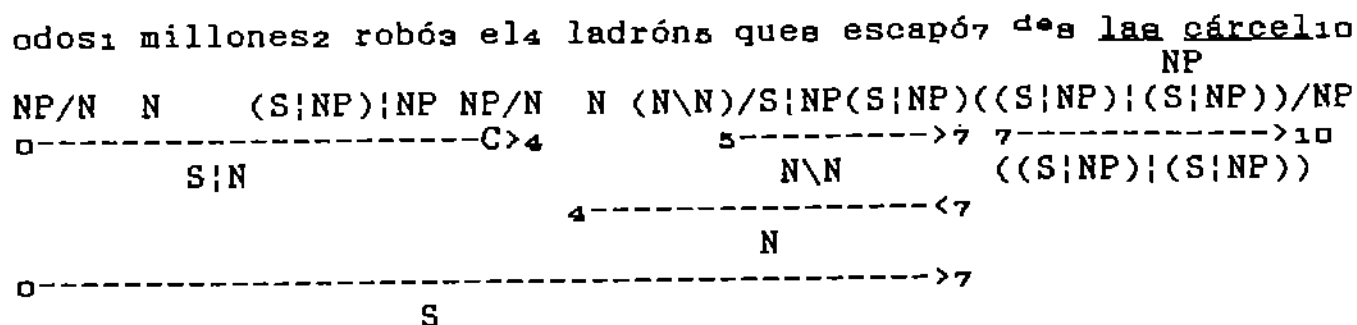 0dos1 millones2 robó3 el4 ladrón5 que6 escapó7 de8 la9 cárcel10
NP
NP/N N (S¦NP)¦NP NP/N N (N\N)/S¦NP(S¦NP)((S¦NP)¦(S¦NP))/NP
0---------------------C>4 5----------->7 7--------------->10
S¦N N\N ((S¦NP)¦(S¦NP))
4-----------------<7
N
0----------------------------------------->7
S